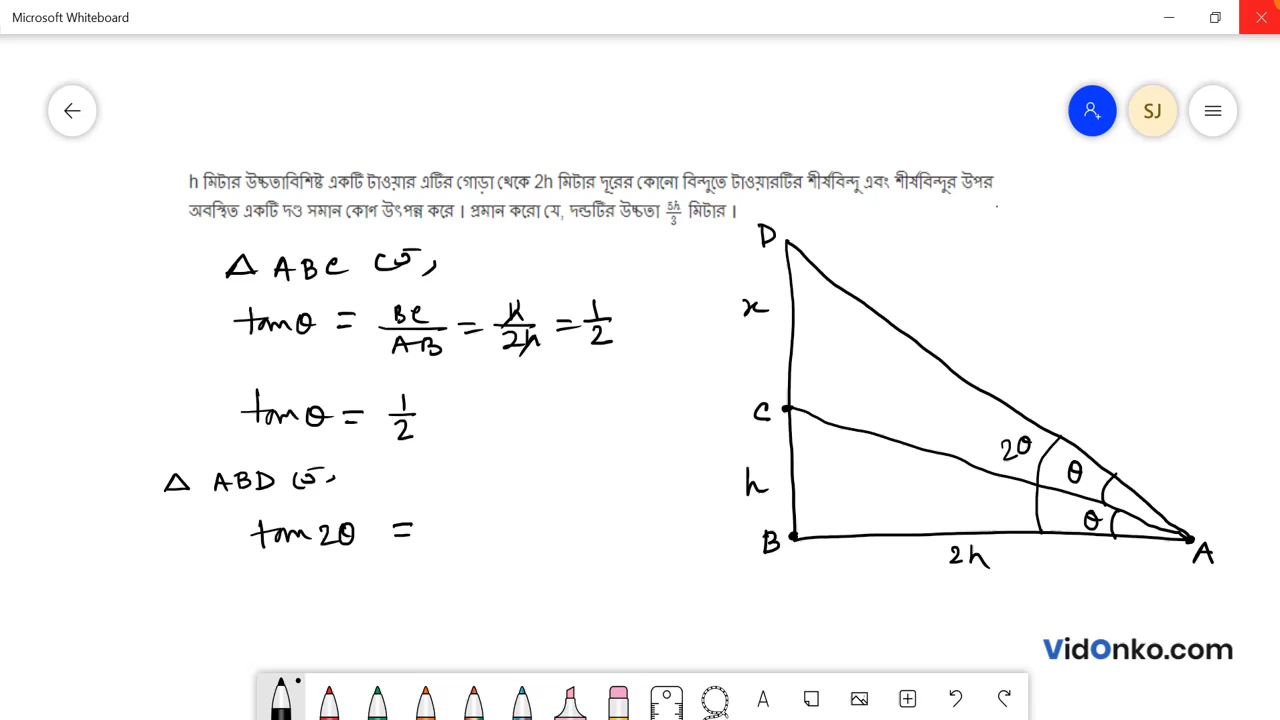 Microsoft Whiteboard
SJ
h মিটার উচ্চতাবিশিষ্ট একটি টাওয়ার এটির গোড়া থেকে 2h মিটার দূরের কোনো বিন্দুতে টাওয়ারটির শীর্ষবিন্দু এবং শীর্ষবিন্দুর উপর
অবস্থিত একটি দণ্ড সমান কোণ উৎপন্ন করে । প্রমান করো যে, দন্ডটির উচ্চতা 5h/3 মিটার ।
△ ABC তে,
tanθ = BC/AB = h/2h = 1/2
tanθ = 1/2
△ ABD তে,
tan2θ =
D
x
C
h
B
2h
A
2θ
θ
θ
VidOnko.com
A